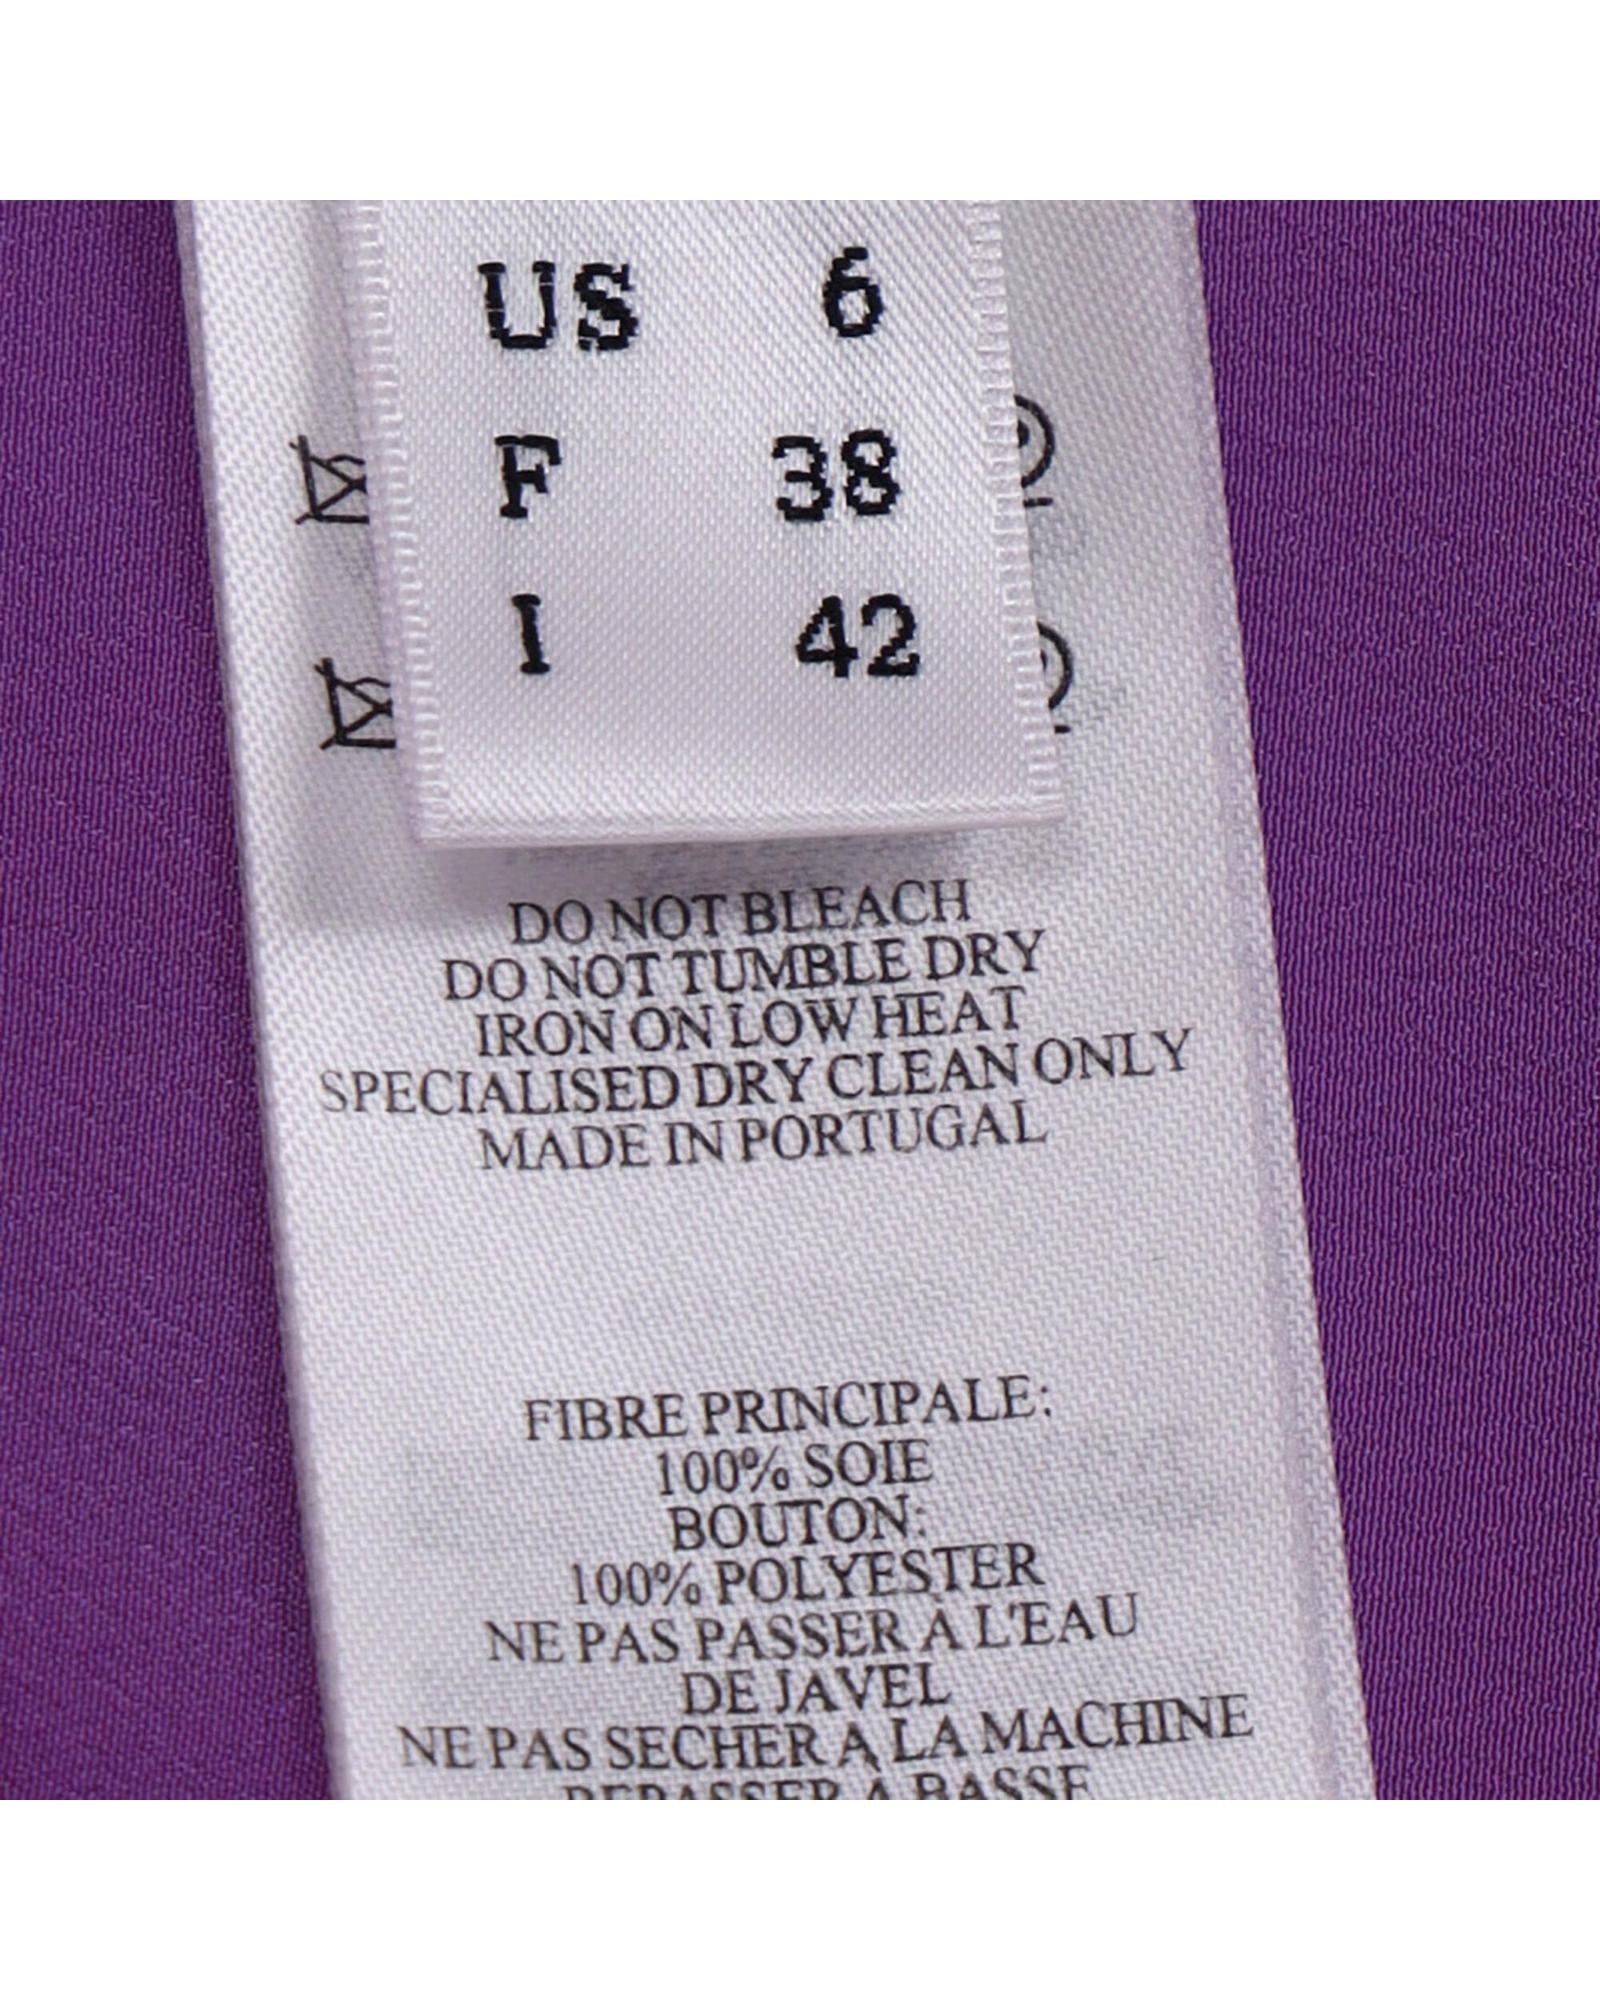 US 6
F 38
I 42
DO NOT BLEACH
DO NOT TUMBLE DRY
IRON ON LOW HEAT
SPECIALISED DRY CLEAN ONLY
MADE IN PORTUGAL
FIBRE PRINCIPALE:
100% SOIE
BOUTON:
100% POLYESTER
NE PAS PASSER À L'EAU
DE JAVEL
NE PAS SECHER A LA MACHINE
REPASSER A BASSE